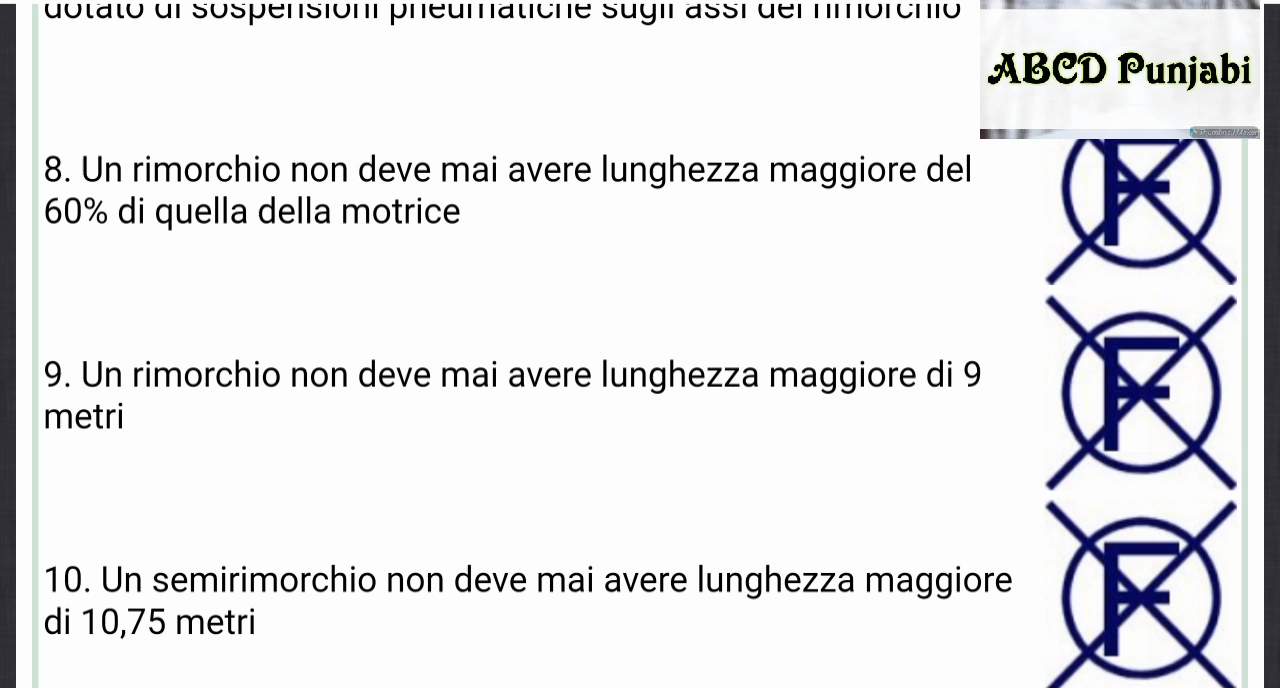 dotato di sospensioni pneumatiche sugli assi del rimorchio
ABCD Punjabi
8. Un rimorchio non deve mai avere lunghezza maggiore del
60% di quella della motrice
F
9. Un rimorchio non deve mai avere lunghezza maggiore di 9
metri
F
10. Un semirimorchio non deve mai avere lunghezza maggiore
di 10,75 metri
F